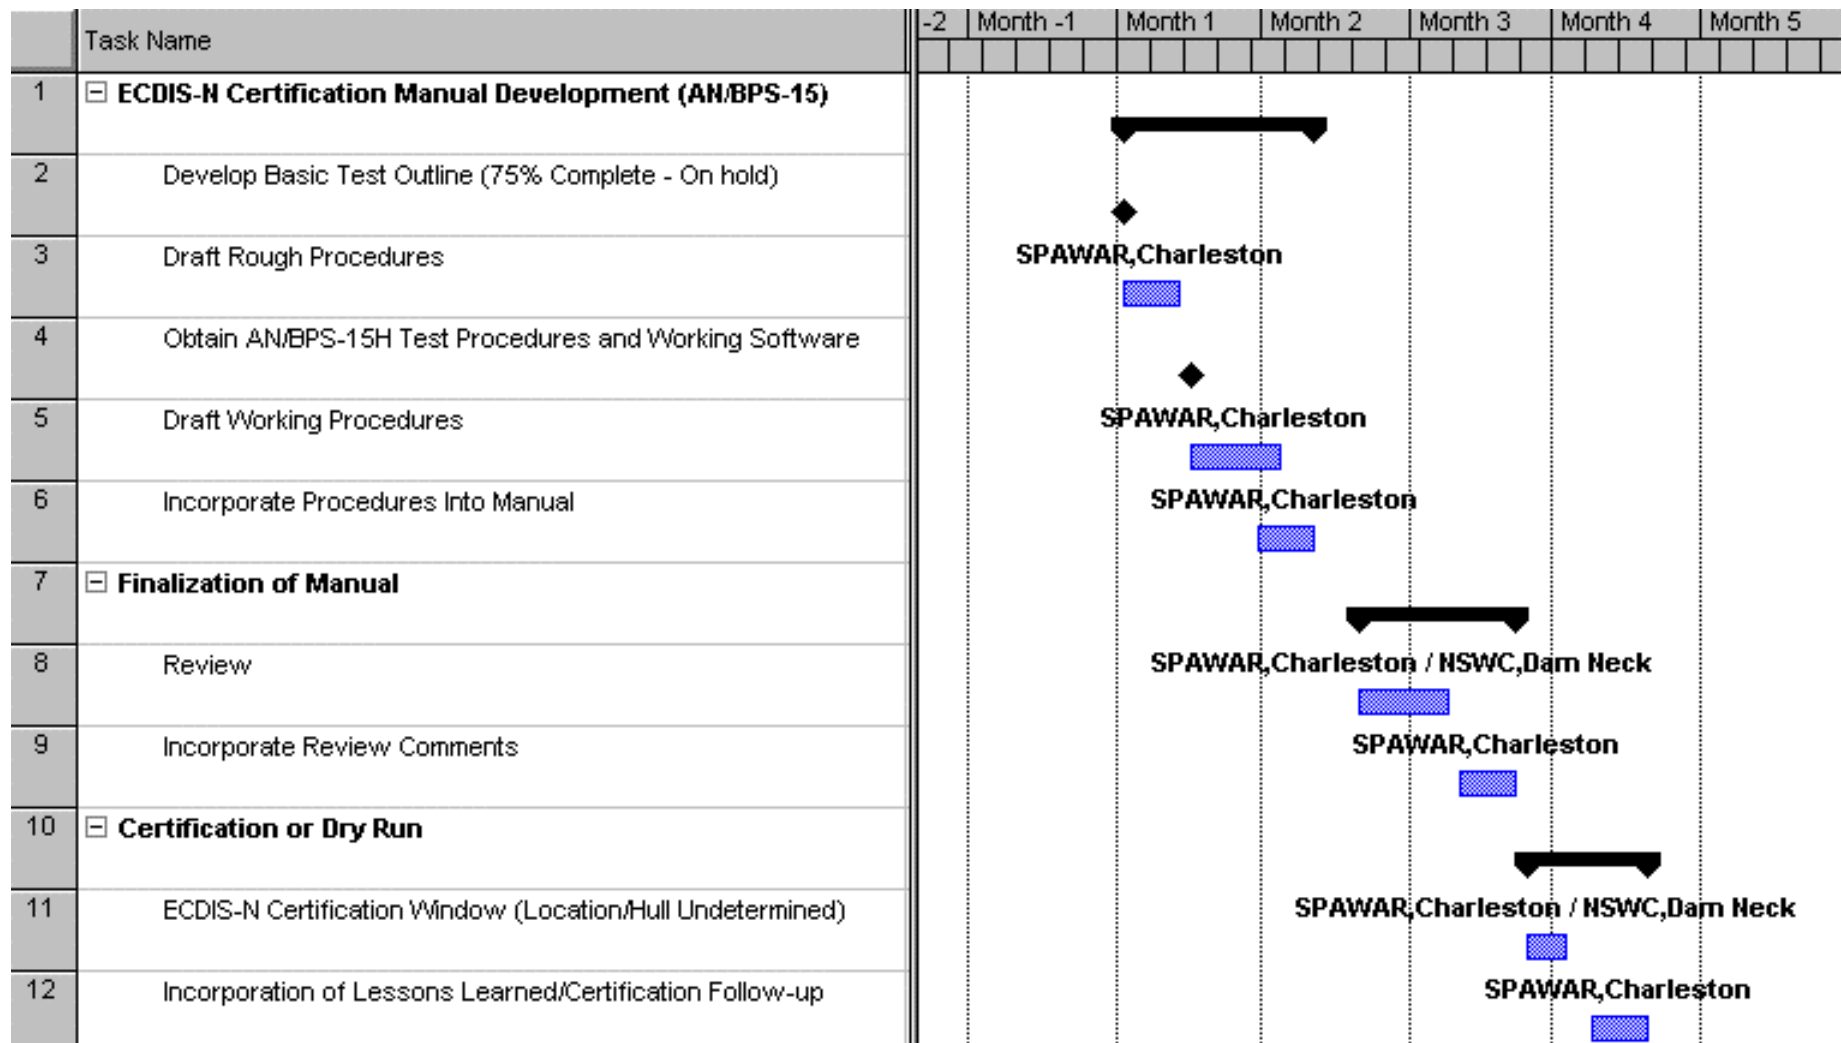 Task Name
-2 Month -1 Month 1 Month 2 Month 3 Month 4 Month 5
1 ECDIS-N Certification Manual Development (AN/BPS-15)
2 Develop Basic Test Outline (75% Complete - On hold)
3 Draft Rough Procedures SPAWAR,Charleston
4 Obtain AN/BPS-15H Test Procedures and Working Software
5 Draft Working Procedures SPAWAR,Charleston
6 Incorporate Procedures Into Manual SPAWAR,Charleston
7 Finalization of Manual
8 Review SPAWAR,Charleston / NSWC,Dam Neck
9 Incorporate Review Comments SPAWAR,Charleston
10 Certification or Dry Run
11 ECDIS-N Certification Window (Location/Hull Undetermined) SPAWAR,Charleston / NSWC,Dam Neck
12 Incorporation of Lessons Learned/Certification Follow-up SPAWAR,Charleston